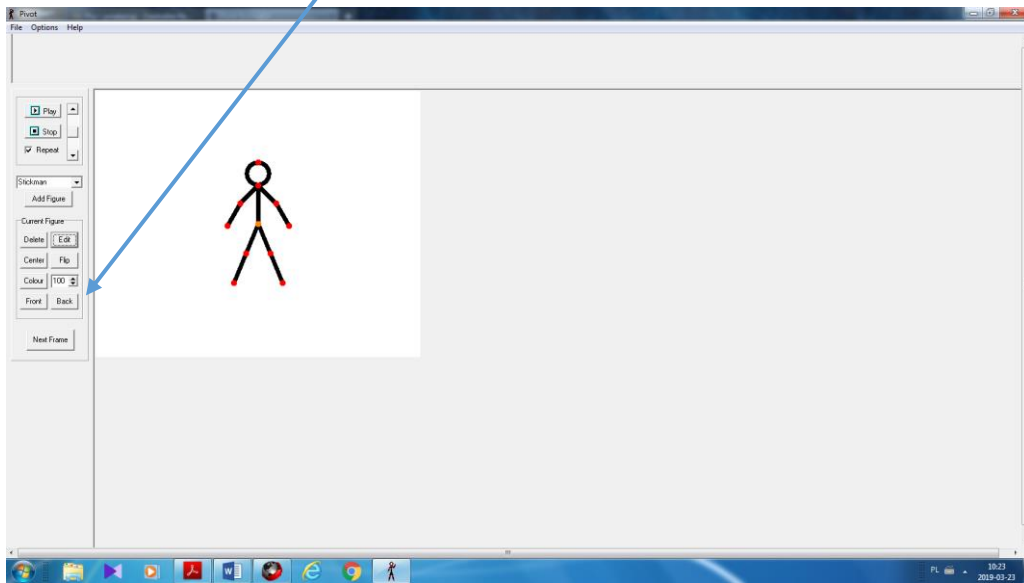 Pivot
File Options Help
Play
Stop
Repeat
Stickman
Add Figure
Current Figure
Delete Edit
Center Flip
Colour 100
Front Back
Next Frame
PL 10:23
2019-03-23